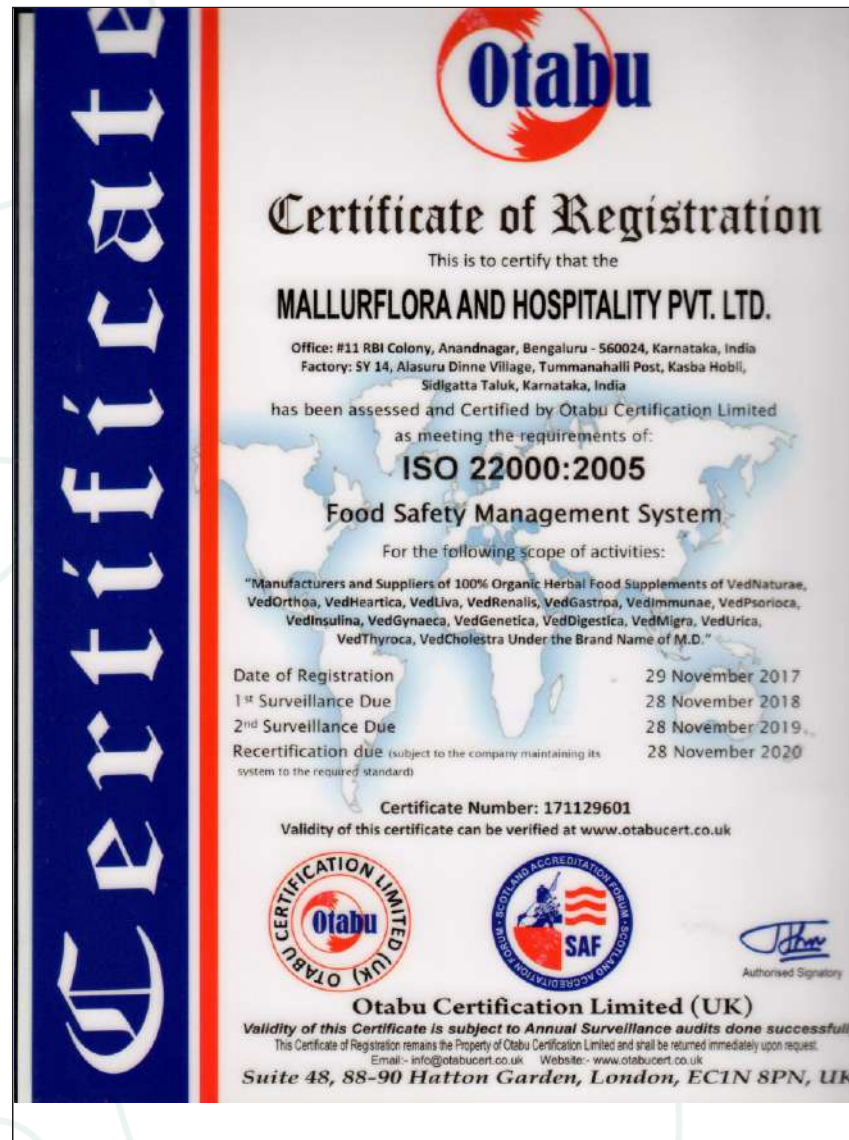 Certificate
Otabu
Certificate of Registration
This is to certify that the
MALLURFLORA AND HOSPITALITY PVT. LTD.
Office: #11 RBI Colony, Anandnagar, Bengaluru - 560024, Karnataka, India
Factory: SY 14, Alasuru Dinne Village, Tummanahalli Post, Kasba Hobli,
Sidlgatta Taluk, Karnataka, India
has been assessed and Certified by Otabu Certification Limited
as meeting the requirements of:
ISO 22000:2005
Food Safety Management System
For the following scope of activities:
"Manufacturers and Suppliers of 100% Organic Herbal Food Supplements of VedNaturae,
VedOrthoa, VedHeartica, VedLiva, VedRenalis, VedGastroa, VedImmunae, VedPsorioca,
VedInsulina, VedGynaeca, VedGenetica, VedDigestica, VedMigra, VedUrica,
VedThyroca, VedCholestra Under the Brand Name of M.D."
Date of Registration 29 November 2017
1st Surveillance Due 28 November 2018
2nd Surveillance Due 28 November 2019
Recertification due (subject to the company maintaining its 28 November 2020
system to the required standard)
Certificate Number: 171129601
Validity of this certificate can be verified at www.otabucert.co.uk
OTABU CERTIFICATION LIMITED (UK)
Otabu
SCOTLAND ACCREDITATION FORUM - SCOTLAND ACCREDITATION FORUM -
SAF
Authorised Signatory
Otabu Certification Limited (UK)
Validity of this Certificate is subject to Annual Surveillance audits done successfull
This Certificate of Registration remains the Property of Otabu Certification Limited and shall be returned immediately upon request.
Email:- info@otabucert.co.uk Website:- www.otabucert.co.uk
Suite 48, 88-90 Hatton Garden, London, EC1N 8PN, UK